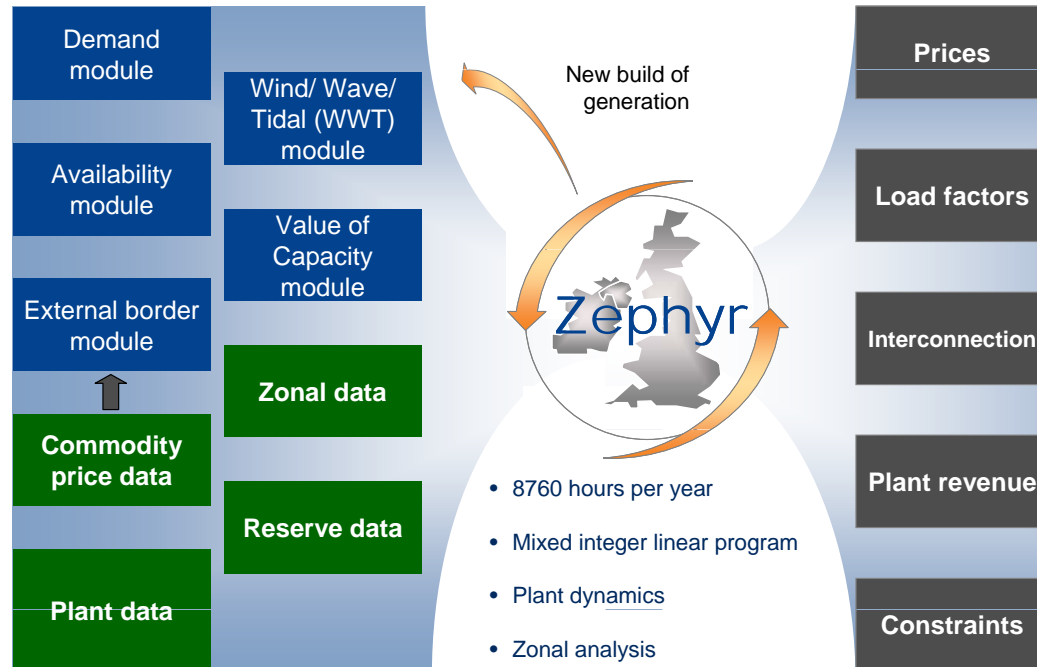 Demand
module
Availability
module
External border
module
Commodity
price data
Plant data
Wind/ Wave/
Tidal (WWT)
module
Value of
Capacity
module
Zonal data
Reserve data
New build of
generation
Zephyr
• 8760 hours per year
• Mixed integer linear program
• Plant dynamics
• Zonal analysis
Prices
Load factors
Interconnection
Plant revenue
Constraints